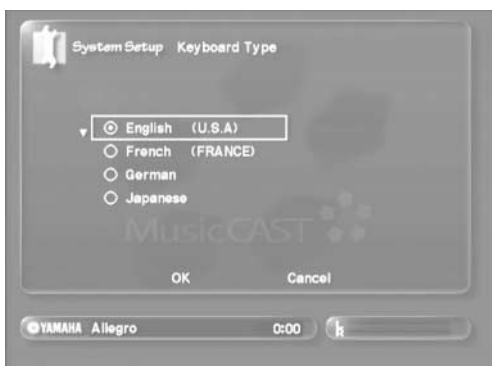 System Setup Keyboard Type
English (U.S.A)
French (FRANCE)
German
Japanese
MusicCAST
OK Cancel
YAMAHA Allegro 0:00